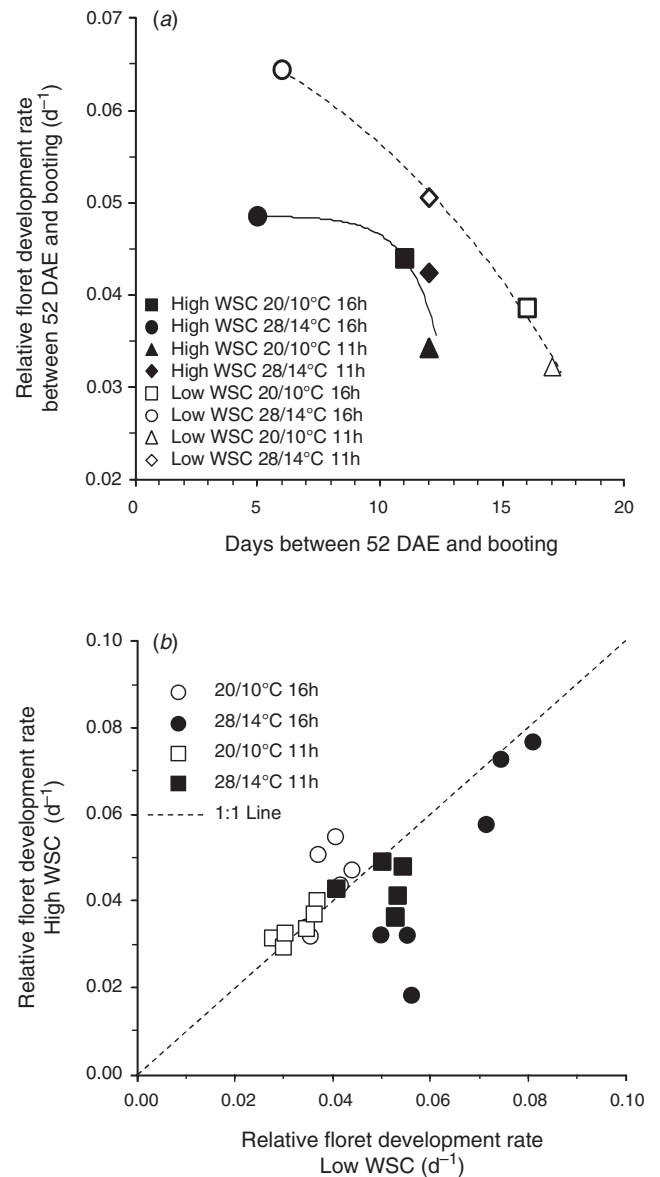 (a)
0.07
0.06
0.05
0.04
0.03
0.02
Relative floret development rate
between 52 DAE and booting (d⁻¹)
High WSC 20/10°C 16h
High WSC 28/14°C 16h
High WSC 20/10°C 11h
High WSC 28/14°C 11h
Low WSC 20/10°C 16h
Low WSC 28/14°C 16h
Low WSC 20/10°C 11h
Low WSC 28/14°C 11h
0 5 10 15 20
Days between 52 DAE and booting
(b)
0.10
0.08
0.06
0.04
0.02
0.00
Relative floret development rate
High WSC (d⁻¹)
20/10°C 16h
28/14°C 16h
20/10°C 11h
28/14°C 11h
1:1 Line
0.00 0.02 0.04 0.06 0.08 0.10
Relative floret development rate
Low WSC (d⁻¹)